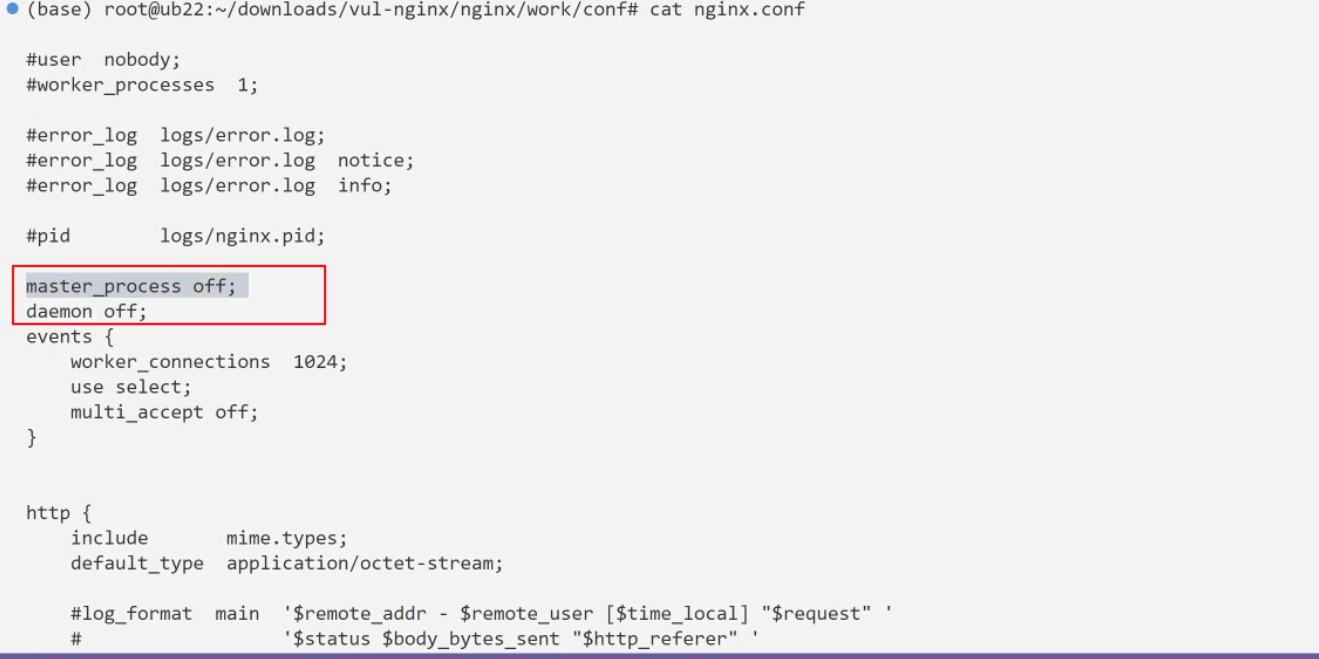 (base) root@ub22:~/downloads/vul-nginx/nginx/work/conf# cat nginx.conf
#user  nobody;
#worker_processes  1;
#error_log  logs/error.log;
#error_log  logs/error.log  notice;
#error_log  logs/error.log  info;
#pid        logs/nginx.pid;
master_process off;
daemon off;
events {
    worker_connections  1024;
    use select;
    multi_accept off;
}
http {
    include       mime.types;
    default_type  application/octet-stream;
    #log_format  main  '$remote_addr - $remote_user [$time_local] "$request" '
    #                  '$status $body_bytes_sent "$http_referer" '